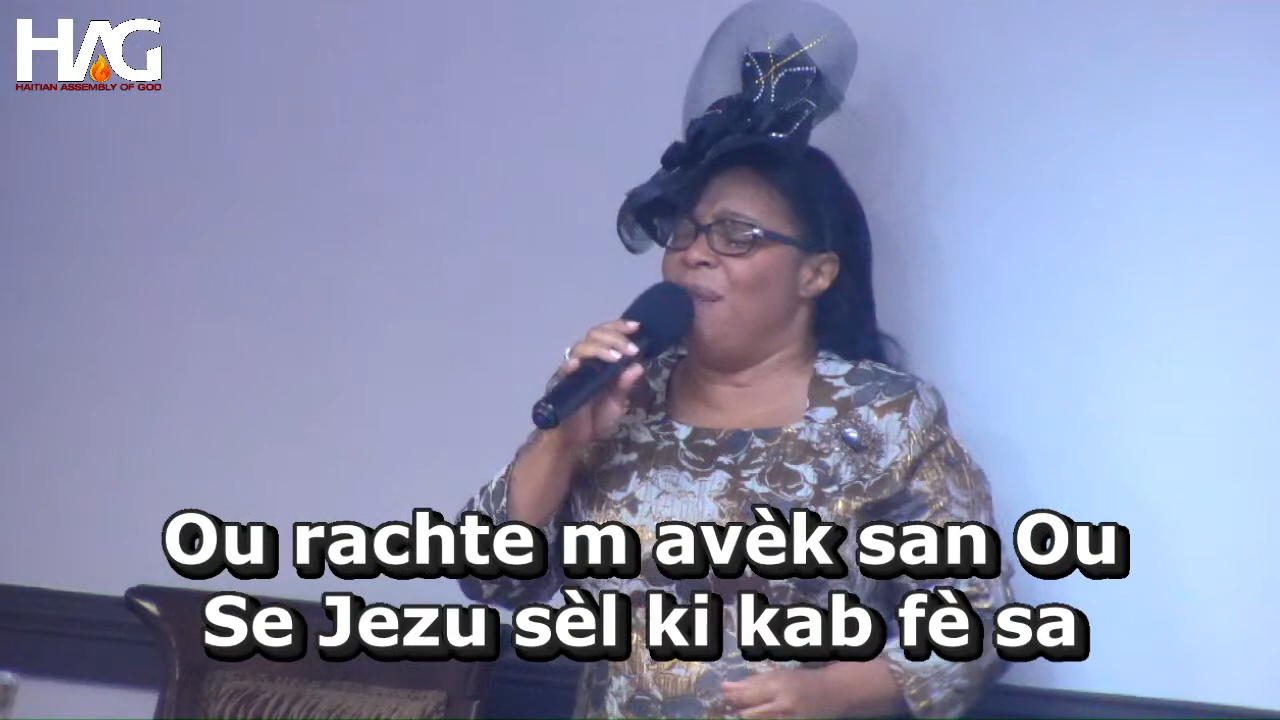 HAG
HAITIAN ASSEMBLY OF GOD
Ou rachte m avèk san Ou
Se Jezu sèl ki kab fè sa